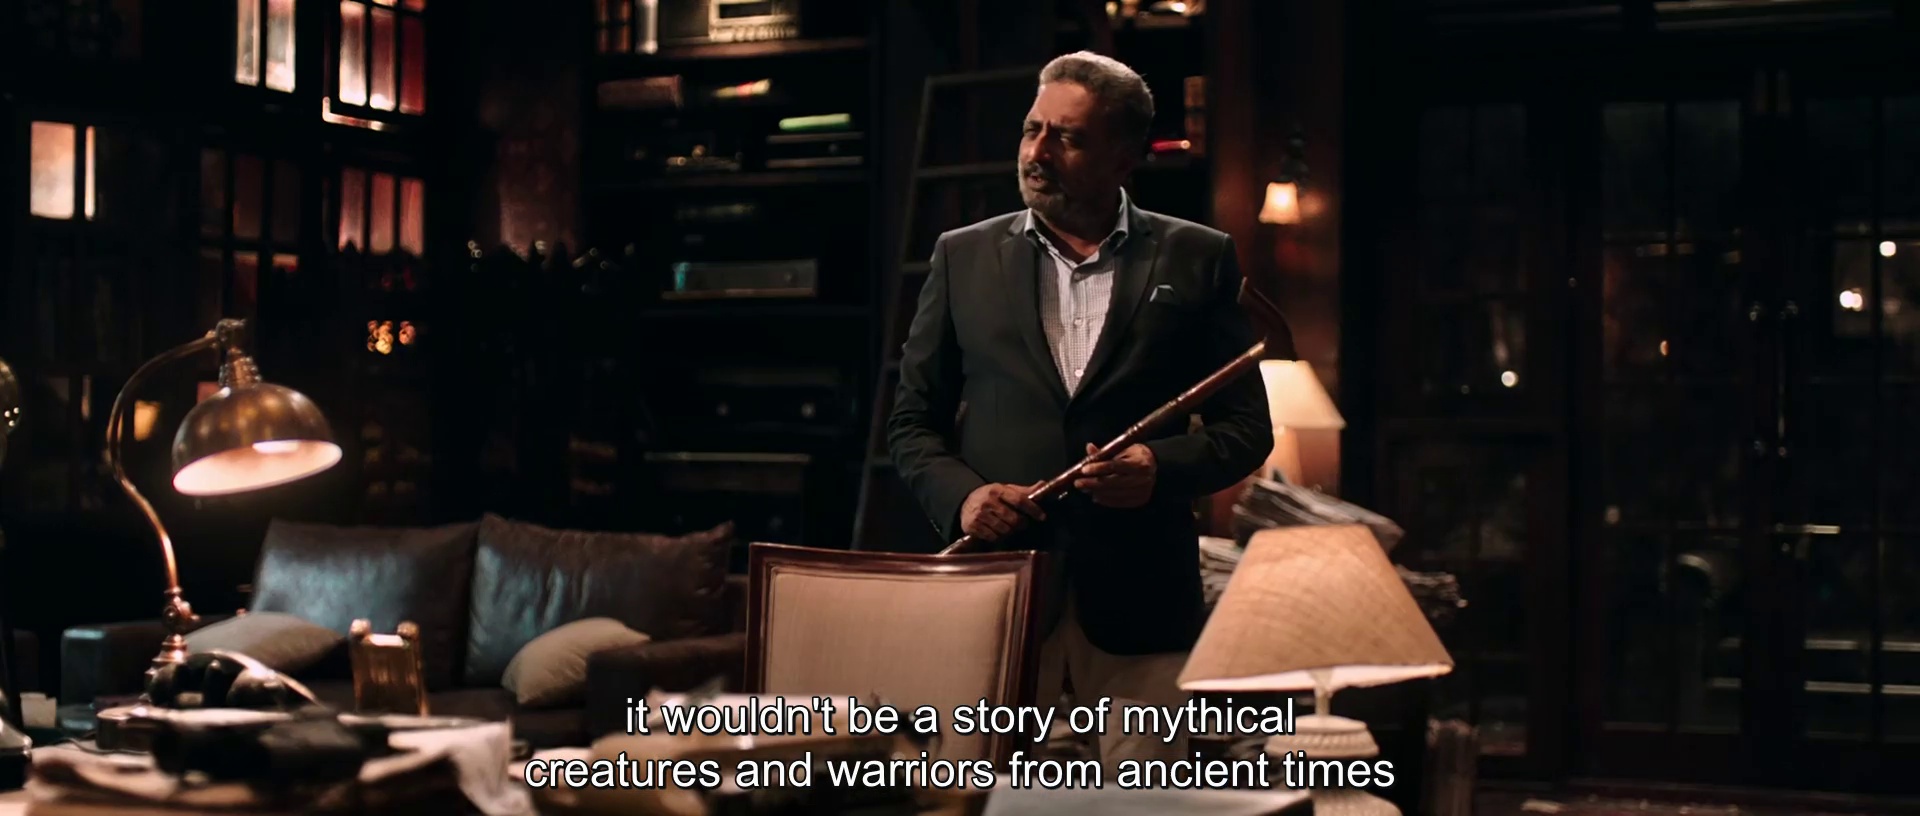 it wouldn't be a story of mythical
creatures and warriors from ancient times